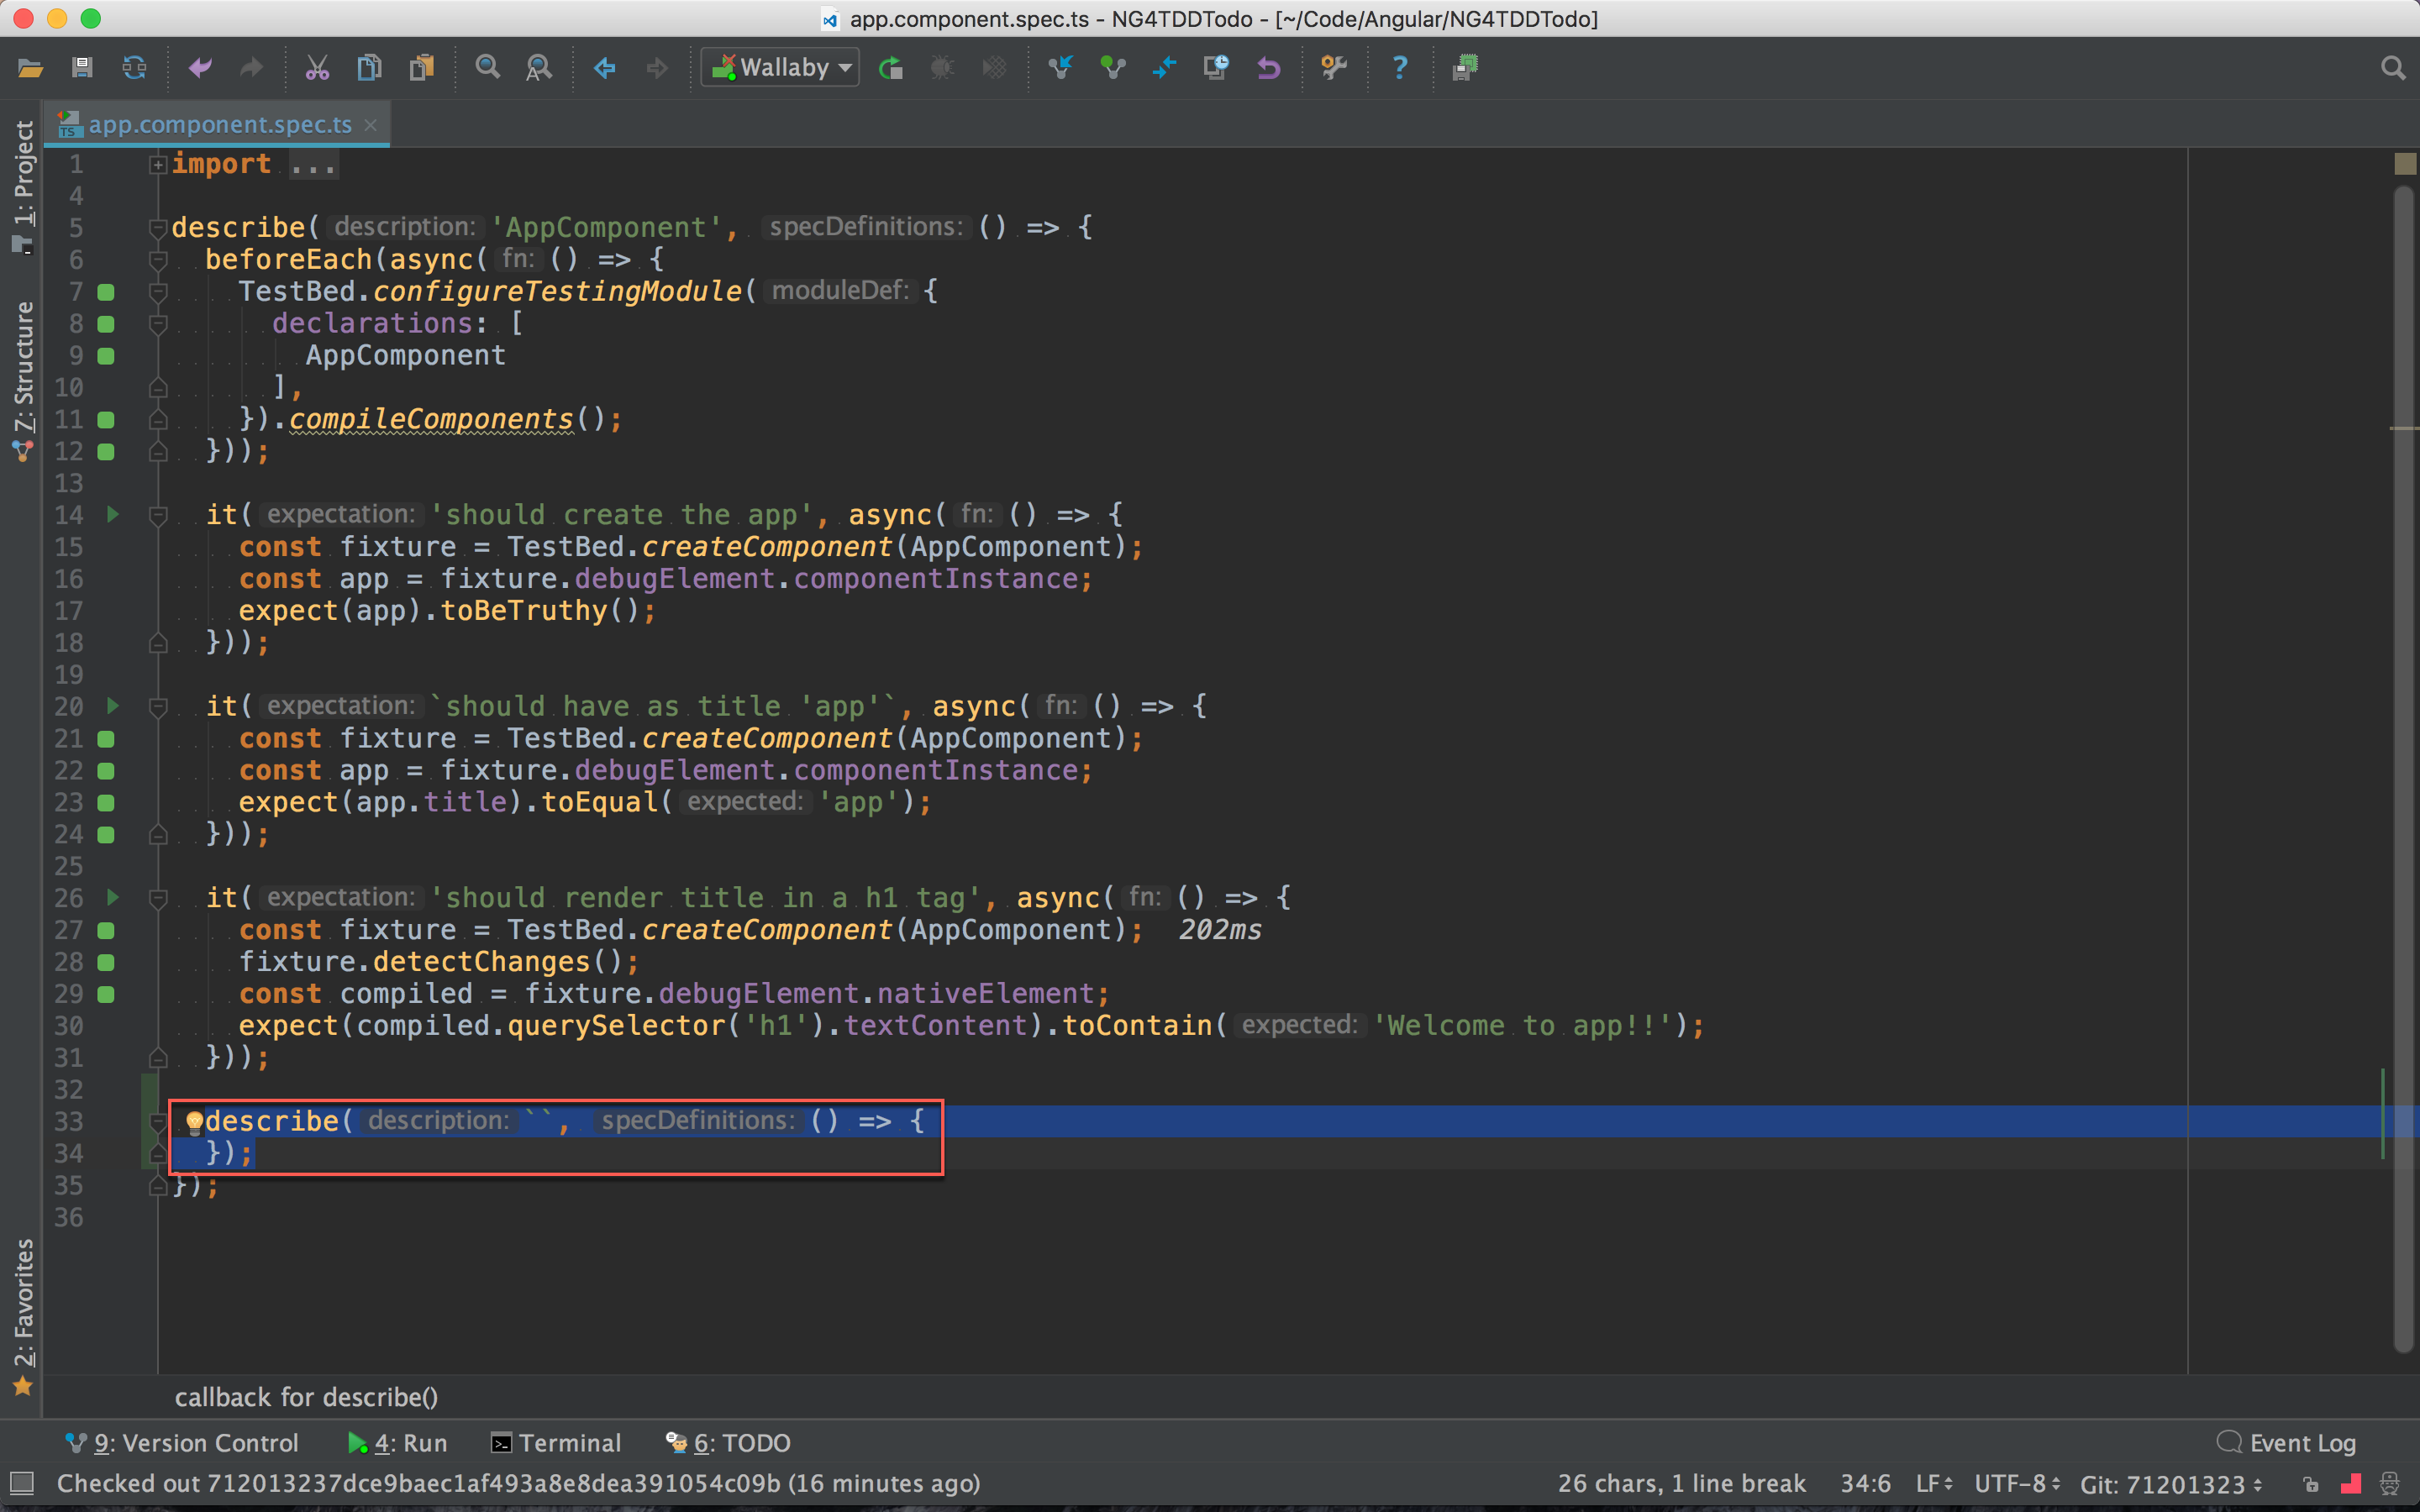 app.component.spec.ts - NG4TDDTodo - [~/Code/Angular/NG4TDDTodo]
Wallaby
app.component.spec.ts
1: Project
7: Structure
2: Favorites
1 import ...
4
5 describe( description: 'AppComponent', specDefinitions: () => {
6 beforeEach(async( fn: () => {
7 TestBed.configureTestingModule( moduleDef: {
8 declarations: [
9 AppComponent
10 ],
11 }).compileComponents();
12 }));
13
14 it( expectation: 'should create the app', async( fn: () => {
15 const fixture = TestBed.createComponent(AppComponent);
16 const app = fixture.debugElement.componentInstance;
17 expect(app).toBeTruthy();
18 }));
19
20 it( expectation: `should have as title 'app'`, async( fn: () => {
21 const fixture = TestBed.createComponent(AppComponent);
22 const app = fixture.debugElement.componentInstance;
23 expect(app.title).toEqual( expected: 'app');
24 }));
25
26 it( expectation: 'should render title in a h1 tag', async( fn: () => {
27 const fixture = TestBed.createComponent(AppComponent); 202ms
28 fixture.detectChanges();
29 const compiled = fixture.debugElement.nativeElement;
30 expect(compiled.querySelector('h1').textContent).toContain( expected: 'Welcome to app!!');
31 }));
32
33 describe( description: ``, specDefinitions: () => {
34 });
35 });
36
callback for describe()
9: Version Control 4: Run Terminal 6: TODO Event Log
Checked out 712013237dce9baec1af493a8e8dea391054c09b (16 minutes ago) 26 chars, 1 line break 34:6 LF UTF-8 Git: 71201323